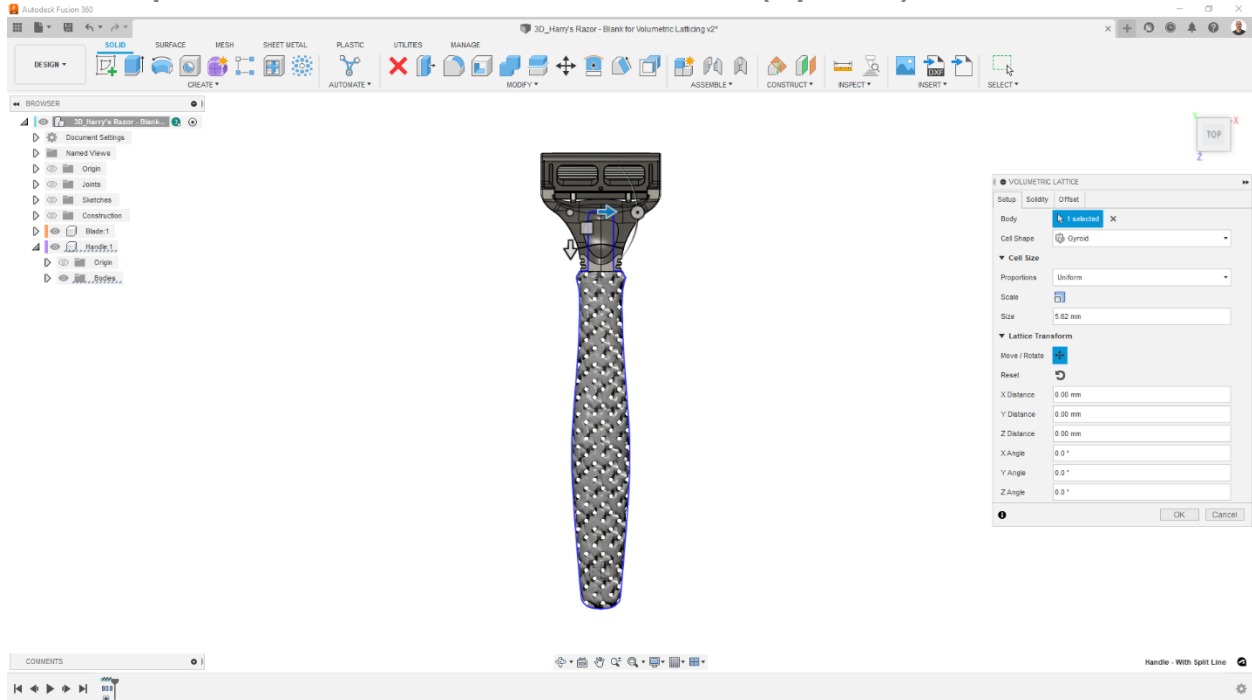 Autodesk Fusion 360
3D_Harry's Razor - Blank for Volumetric Latticing v2*
SOLID SURFACE MESH SHEET METAL PLASTIC UTILITIES MANAGE
DESIGN
CREATE AUTOMATE MODIFY ASSEMBLE CONSTRUCT INSPECT INSERT SELECT
DXF
BROWSER
3D_Harry's Razor - Blank...
Document Settings
Named Views
Origin
Joints
Sketches
Construction
Blade:1
Handle:1
Origin
Bodies
Y
X
TOP
Z
VOLUMETRIC LATTICE
Setup Solidity Offset
Body 1 selected
Cell Shape Gyroid
Cell Size
Proportions Uniform
Scale
Size 5.62 mm
Lattice Transform
Move / Rotate
Reset
X Distance 0.00 mm
Y Distance 0.00 mm
Z Distance 0.00 mm
X Angle 0.0 °
Y Angle 0.0 °
Z Angle 0.0 °
OK Cancel
COMMENTS
Handle - With Split Line